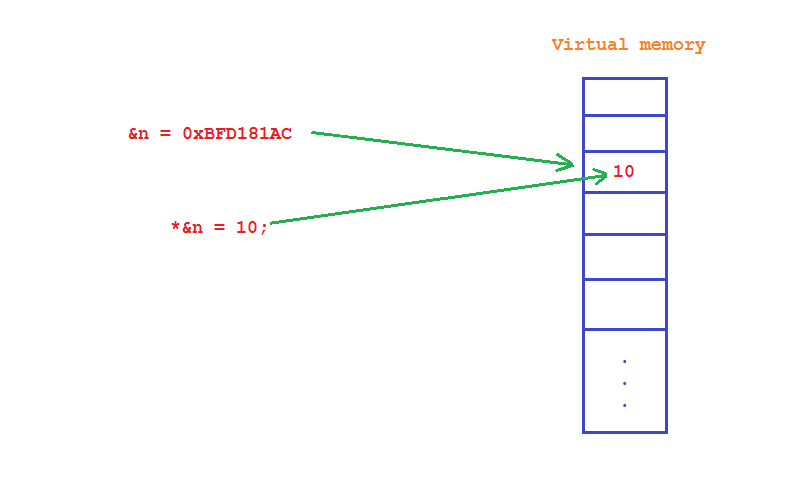 Virtual memory
&n = 0xBFD181AC
10
*&n = 10;
.
.
.